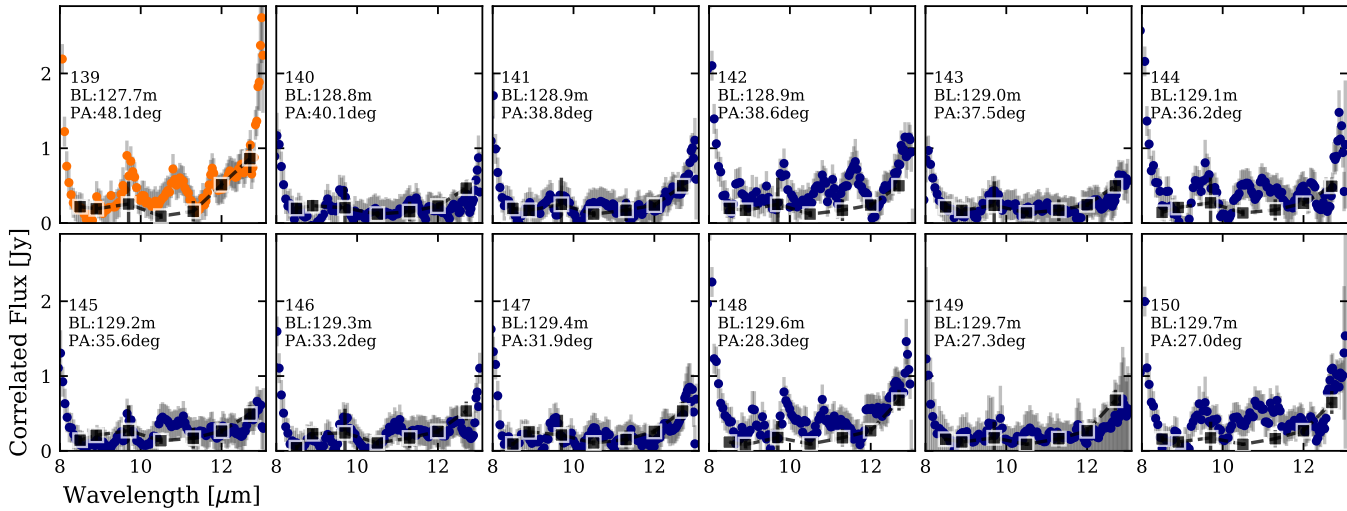 139
BL:127.7m
PA:48.1deg
140
BL:128.8m
PA:40.1deg
141
BL:128.9m
PA:38.8deg
142
BL:128.9m
PA:38.6deg
143
BL:129.0m
PA:37.5deg
144
BL:129.1m
PA:36.2deg
2
1
0
145
BL:129.2m
PA:35.6deg
146
BL:129.3m
PA:33.2deg
147
BL:129.4m
PA:31.9deg
148
BL:129.6m
PA:28.3deg
149
BL:129.7m
PA:27.3deg
150
BL:129.7m
PA:27.0deg
2
1
0
8 10 12
8 10 12
8 10 12
8 10 12
8 10 12
8 10 12
Correlated Flux [Jy]
Wavelength [μm]